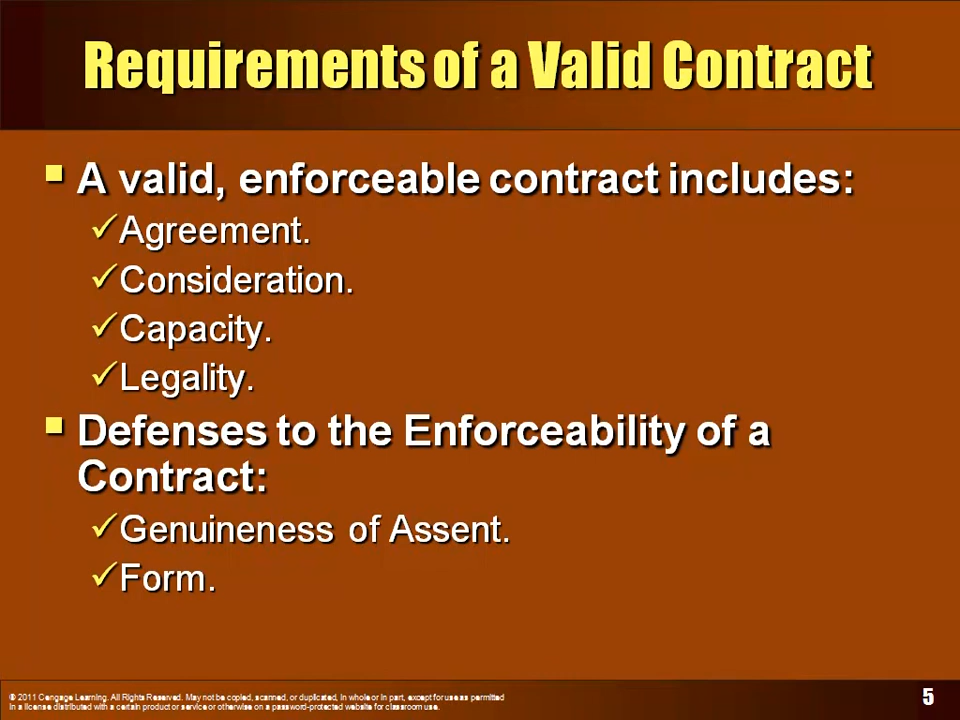 Requirements of a Valid Contract
A valid, enforceable contract includes:
Agreement.
Consideration.
Capacity.
Legality.
Defenses to the Enforceability of a
Contract:
Genuineness of Assent.
Form.
© 2011 Cengage Learning. All Rights Reserved. May not be copied, scanned, or duplicated, in whole or in part, except for use as permitted
in a license distributed with a certain product or service or otherwise on a password-protected website for classroom use.
5